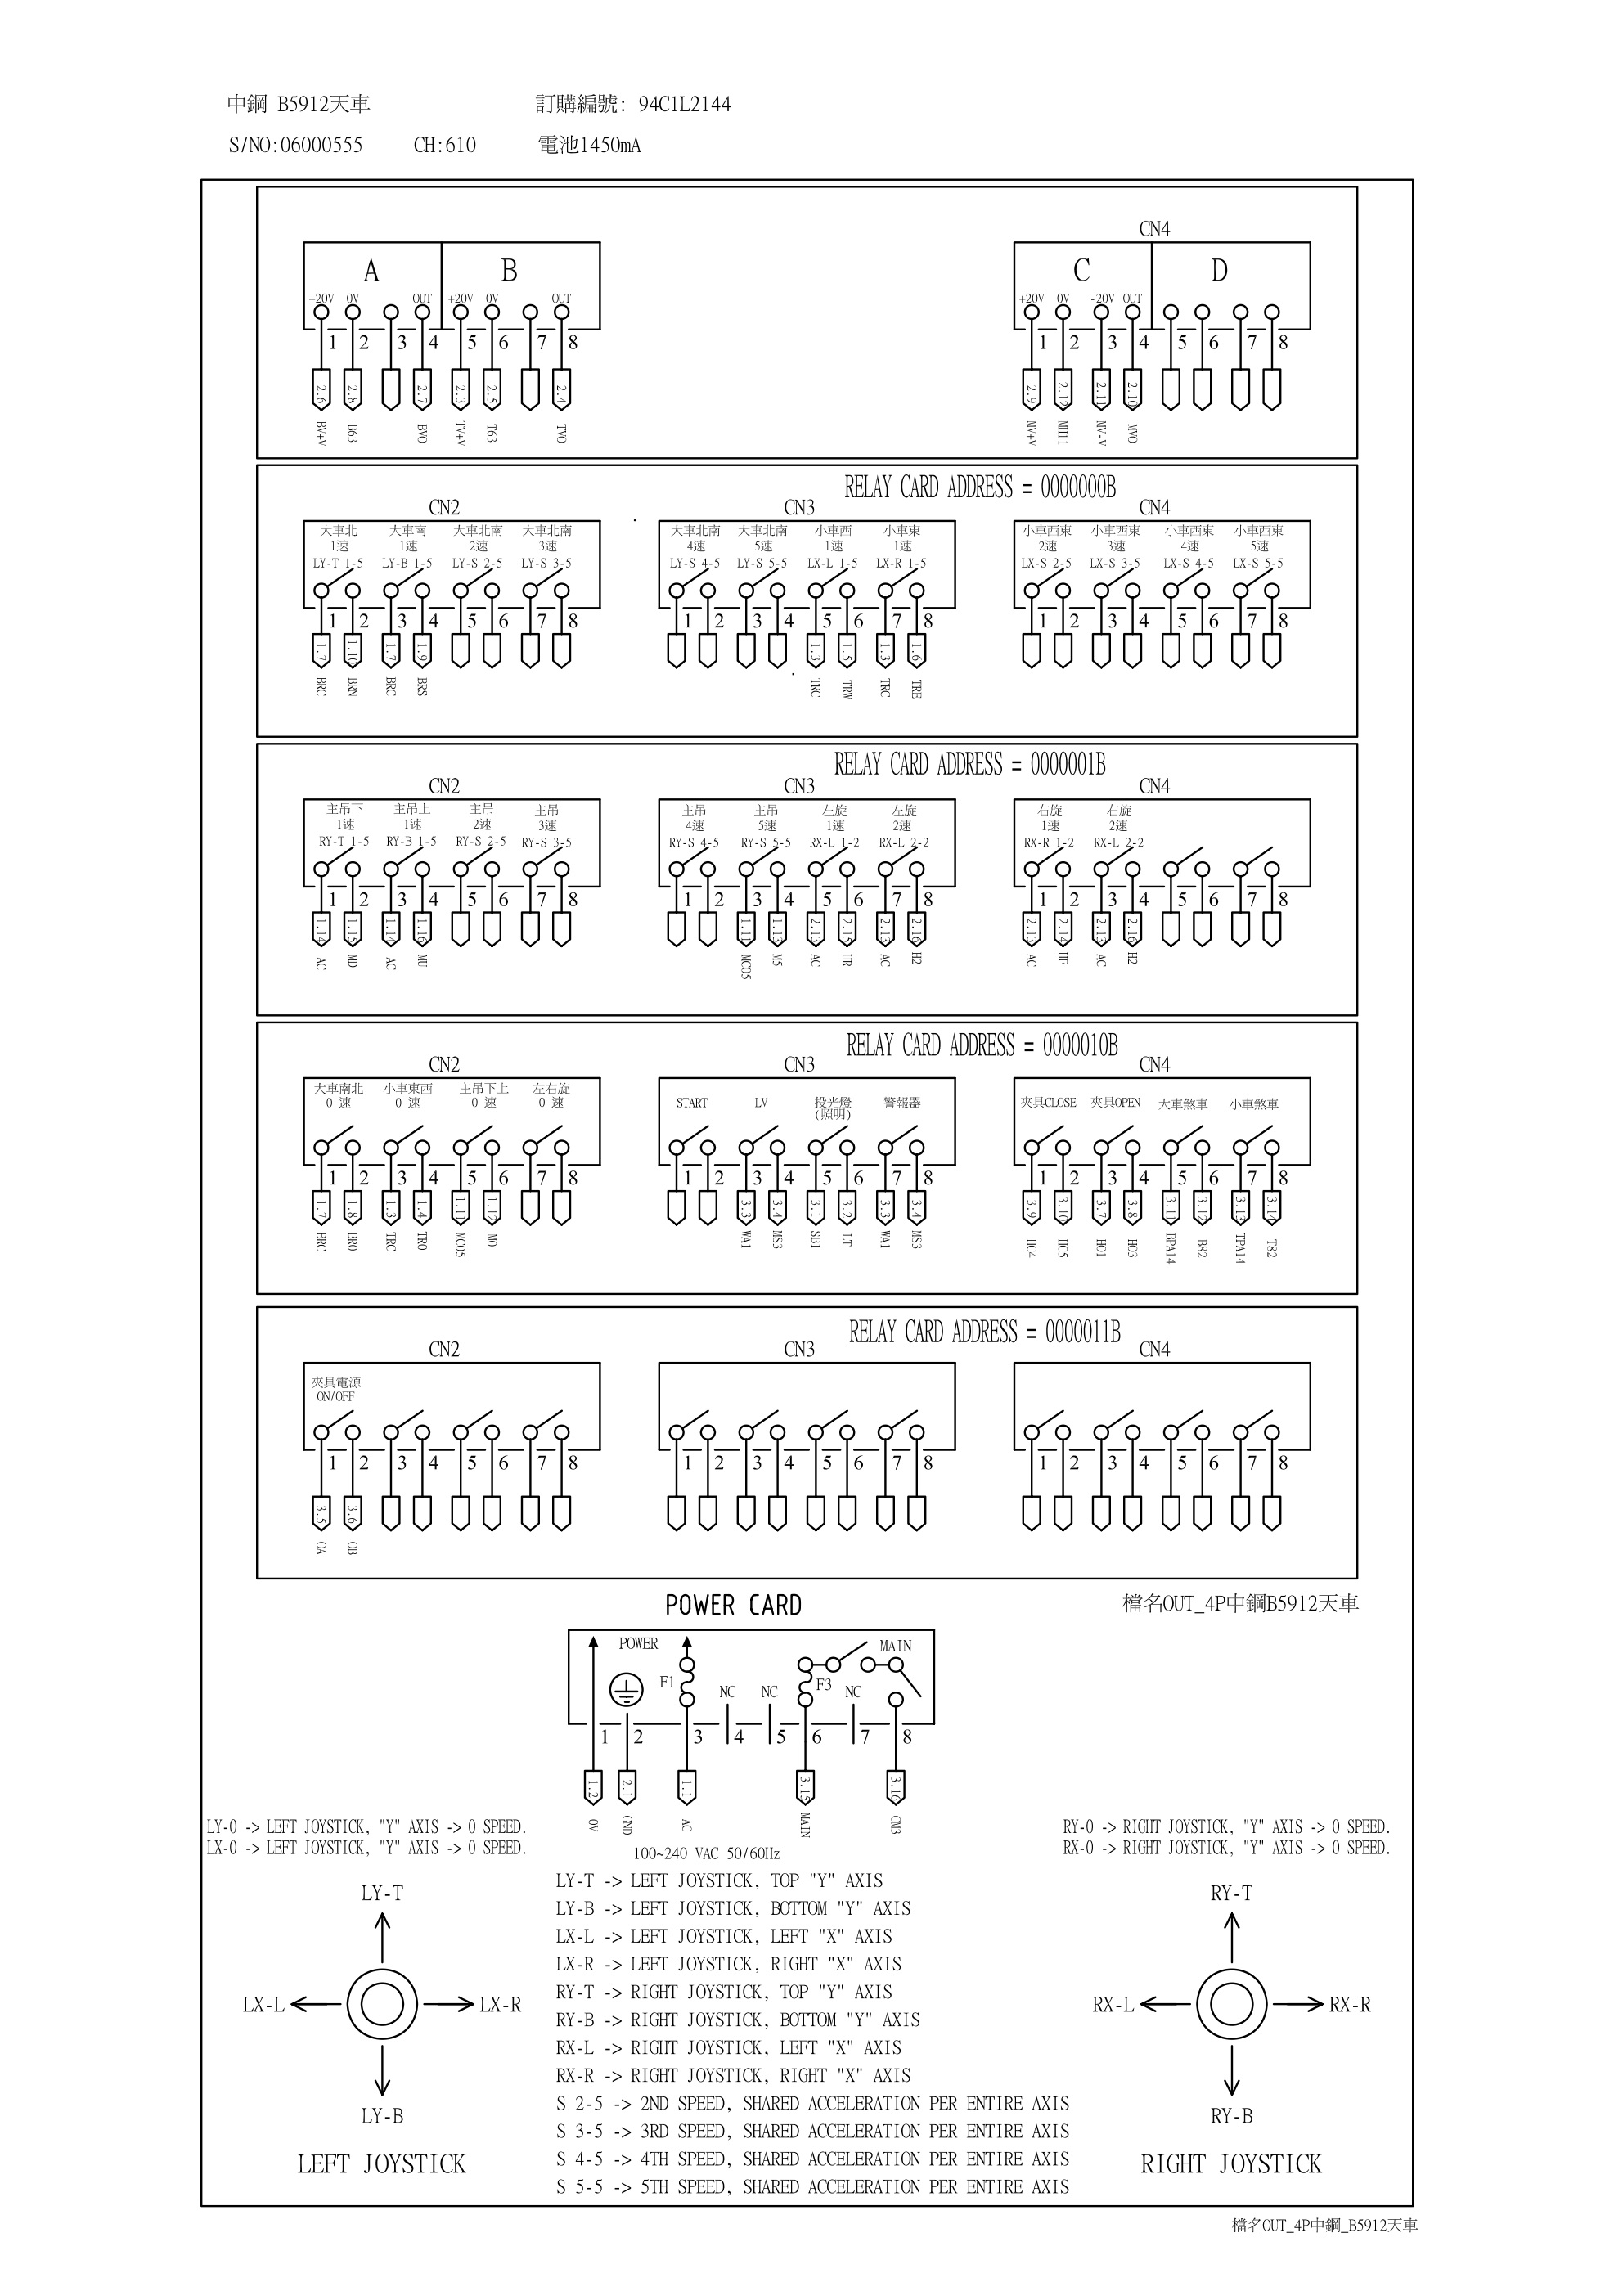 中鋼 B5912天車 訂購編號: 94C1L2144
S/NO:06000555 CH:610 電池1450mA
CN4
A B C D
+20V 0V OUT +20V 0V OUT +20V 0V -20V OUT
1 2 3 4 5 6 7 8 1 2 3 4 5 6 7 8
2.6 2.8 2.7 2.3 2.5 2.4 2.9 2.12 2.11 2.10
BV+V B63 BVO TV+V T63 TVO MV+V MH11 MV-V MVO
RELAY CARD ADDRESS = 0000000B
CN2 CN3 CN4
大車北 大車南 大車北南 大車北南 大車北南 大車北南 小車西 小車東 小車西東 小車西東 小車西東 小車西東
1速 1速 2速 3速 4速 5速 1速 1速 2速 3速 4速 5速
LY-T 1-5 LY-B 1-5 LY-S 2-5 LY-S 3-5 LY-S 4-5 LY-S 5-5 LX-L 1-5 LX-R 1-5 LX-S 2-5 LX-S 3-5 LX-S 4-5 LX-S 5-5
1 2 3 4 5 6 7 8 1 2 3 4 5 6 7 8 1 2 3 4 5 6 7 8
1.7 1.10 1.7 1.9 1.3 1.5 1.3 1.6
BRC BRN BRC BRS TRC TRW TRC TRE
RELAY CARD ADDRESS = 0000001B
CN2 CN3 CN4
主吊下 主吊上 主吊 主吊 主吊 主吊 左旋 左旋 右旋 右旋
1速 1速 2速 3速 4速 5速 1速 2速 1速 2速
RY-T 1-5 RY-B 1-5 RY-S 2-5 RY-S 3-5 RY-S 4-5 RY-S 5-5 RX-L 1-2 RX-L 2-2 RX-R 1-2 RX-L 2-2
1 2 3 4 5 6 7 8 1 2 3 4 5 6 7 8 1 2 3 4 5 6 7 8
1.14 1.15 1.14 1.16 1.11 1.13 2.13 2.15 2.13 2.16 2.13 2.14 2.13 2.16
AC MD AC MU MC05 M5 AC HR AC H2 AC HF AC H2
RELAY CARD ADDRESS = 0000010B
CN2 CN3 CN4
大車南北 小車東西 主吊下上 左右旋 START LV 投光燈 警報器 夾具CLOSE 夾具OPEN 大車煞車 小車煞車
0 速 0 速 0 速 0 速 (照明)
1 2 3 4 5 6 7 8 1 2 3 4 5 6 7 8 1 2 3 4 5 6 7 8
1.7 1.8 1.3 1.4 1.11 1.12 3.3 3.4 3.1 3.2 3.3 3.4 3.9 3.10 3.7 3.8 3.11 3.12 3.13 3.14
BRC BR0 TRC TR0 MC05 M0 WA1 MS3 SB1 LT WA1 MS3 HC4 HC5 HO1 HO3 BPA14 B82 TPA14 T82
RELAY CARD ADDRESS = 0000011B
CN2 CN3 CN4
夾具電源
ON/OFF
1 2 3 4 5 6 7 8 1 2 3 4 5 6 7 8 1 2 3 4 5 6 7 8
3.5 3.6
OA OB
POWER CARD 檔名OUT_4P中鋼B5912天車
POWER MAIN
F1 F3
NC NC NC
1 2 3 4 5 6 7 8
1.2 2.1 1.1 3.15 3.16
0V GND AC MAIN CM3
LY-0 -> LEFT JOYSTICK, "Y" AXIS -> 0 SPEED.
LX-0 -> LEFT JOYSTICK, "Y" AXIS -> 0 SPEED.
RY-0 -> RIGHT JOYSTICK, "Y" AXIS -> 0 SPEED.
RX-0 -> RIGHT JOYSTICK, "Y" AXIS -> 0 SPEED.
100~240 VAC 50/60Hz
LY-T -> LEFT JOYSTICK, TOP "Y" AXIS
LY-B -> LEFT JOYSTICK, BOTTOM "Y" AXIS
LX-L -> LEFT JOYSTICK, LEFT "X" AXIS
LX-R -> LEFT JOYSTICK, RIGHT "X" AXIS
RY-T -> RIGHT JOYSTICK, TOP "Y" AXIS
RY-B -> RIGHT JOYSTICK, BOTTOM "Y" AXIS
RX-L -> RIGHT JOYSTICK, LEFT "X" AXIS
RX-R -> RIGHT JOYSTICK, RIGHT "X" AXIS
S 2-5 -> 2ND SPEED, SHARED ACCELERATION PER ENTIRE AXIS
S 3-5 -> 3RD SPEED, SHARED ACCELERATION PER ENTIRE AXIS
S 4-5 -> 4TH SPEED, SHARED ACCELERATION PER ENTIRE AXIS
S 5-5 -> 5TH SPEED, SHARED ACCELERATION PER ENTIRE AXIS
LY-T
LX-L LX-R
LY-B
LEFT JOYSTICK
RY-T
RX-L RX-R
RY-B
RIGHT JOYSTICK
檔名OUT_4P中鋼_B5912天車